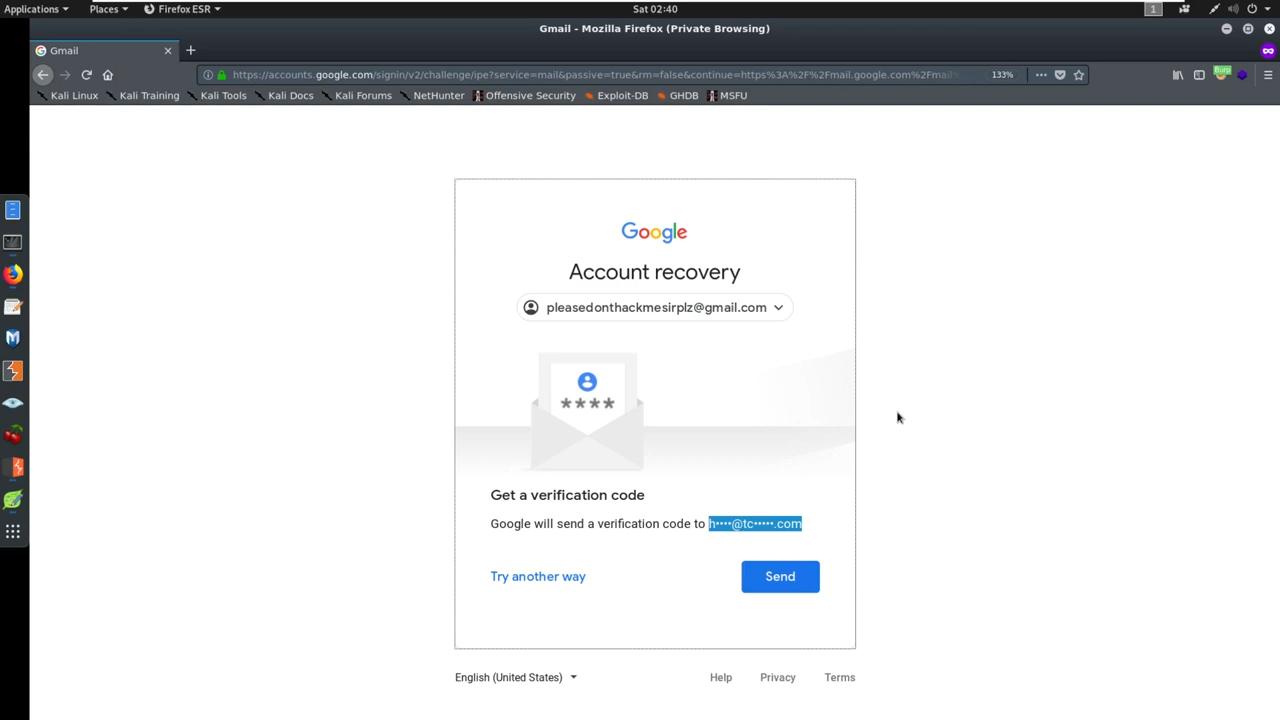 Applications
Places
Firefox ESR
Sat 02:40
1
Gmail - Mozilla Firefox (Private Browsing)
Gmail
https://accounts.google.com/signin/v2/challenge/ipe?service=mail&passive=true&rm=false&continue=https%3A%2F%2Fmail.google.com%2Fmail%
133%
Burp
Kali Linux
Kali Training
Kali Tools
Kali Docs
Kali Forums
NetHunter
Offensive Security
Exploit-DB
GHDB
MSFU
Google
Account recovery
pleasedonthackmesirplz@gmail.com
****
Get a verification code
Google will send a verification code to h••••@tc•••••.com
Try another way
Send
English (United States)
Help
Privacy
Terms